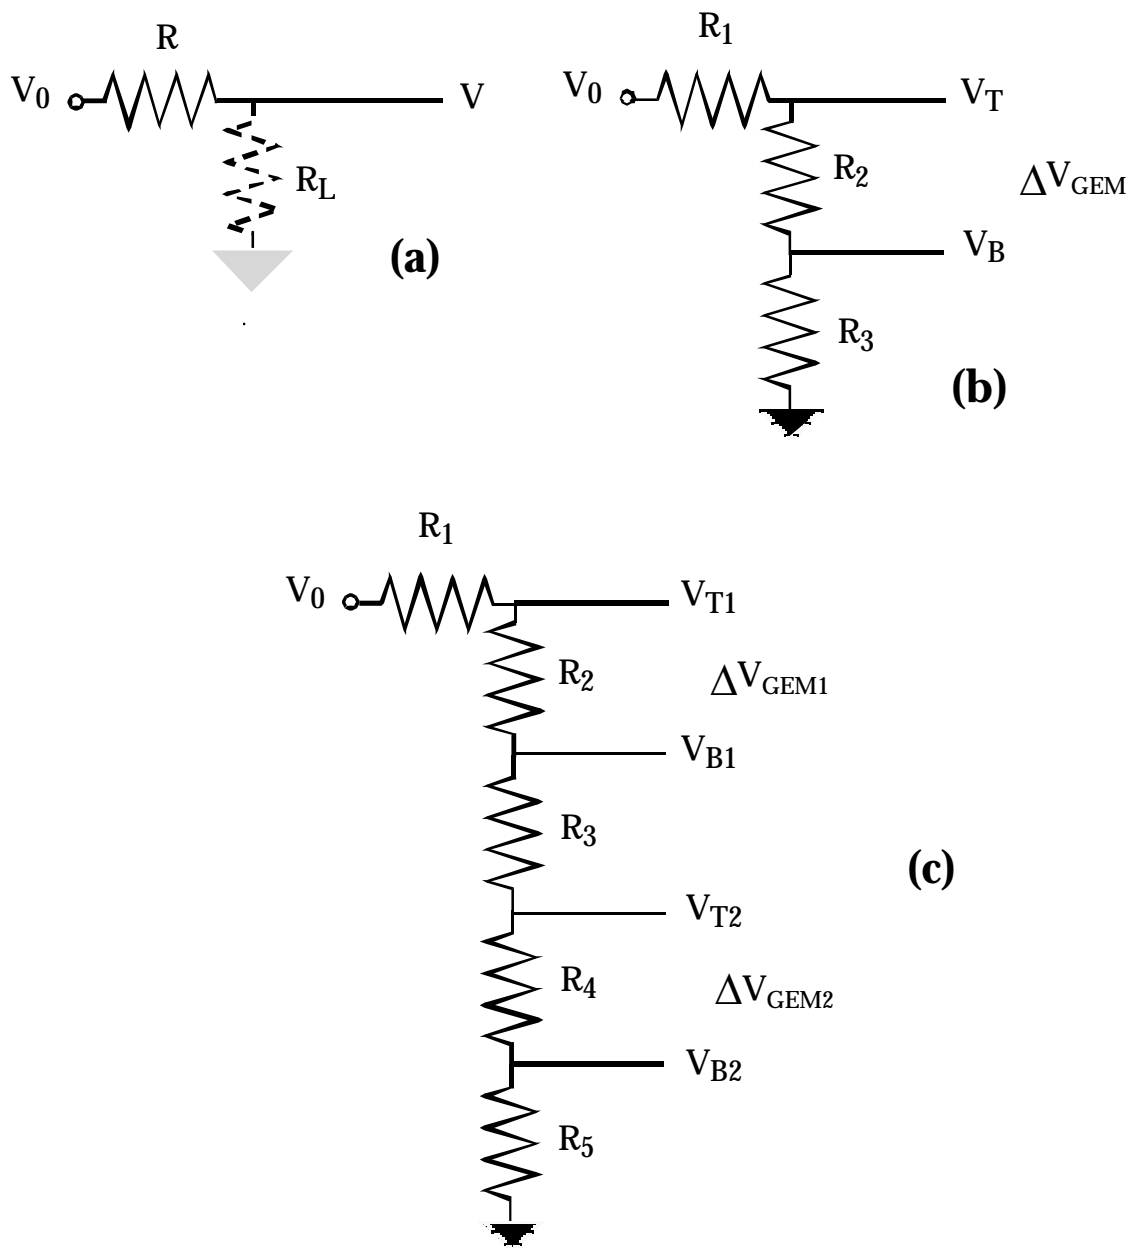 R
V0
V
RL
(a)
R1
V0
VT
R2
ΔVGEM
VB
R3
(b)
R1
V0
VT1
R2
ΔVGEM1
VB1
R3
(c)
VT2
R4
ΔVGEM2
VB2
R5